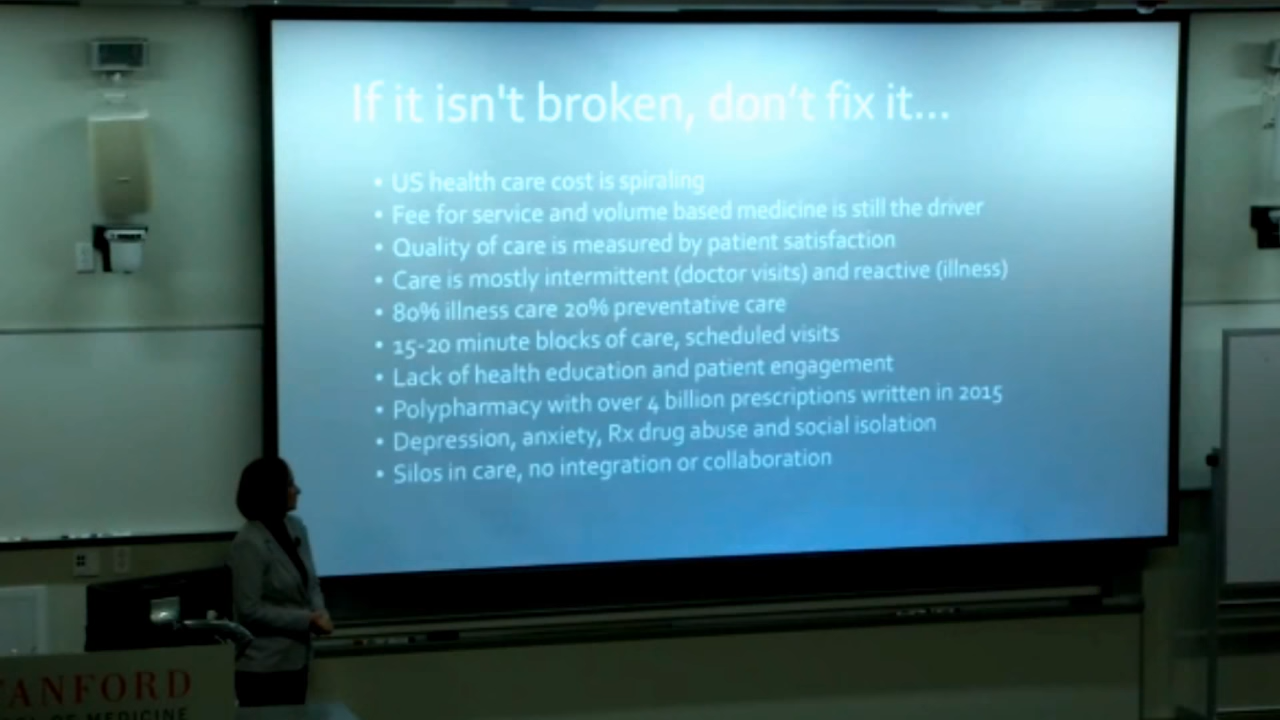 If it isn't broken, don't fix it...
• US health care cost is spiraling
• Fee for service and volume based medicine is still the driver
• Quality of care is measured by patient satisfaction
• Care is mostly intermittent (doctor visits) and reactive (illness)
• 80% illness care 20% preventative care
• 15-20 minute blocks of care, scheduled visits
• Lack of health education and patient engagement
• Polypharmacy with over 4 billion prescriptions written in 2015
• Depression, anxiety, Rx drug abuse and social isolation
• Silos in care, no integration or collaboration
TANFORD
OF MEDICINE